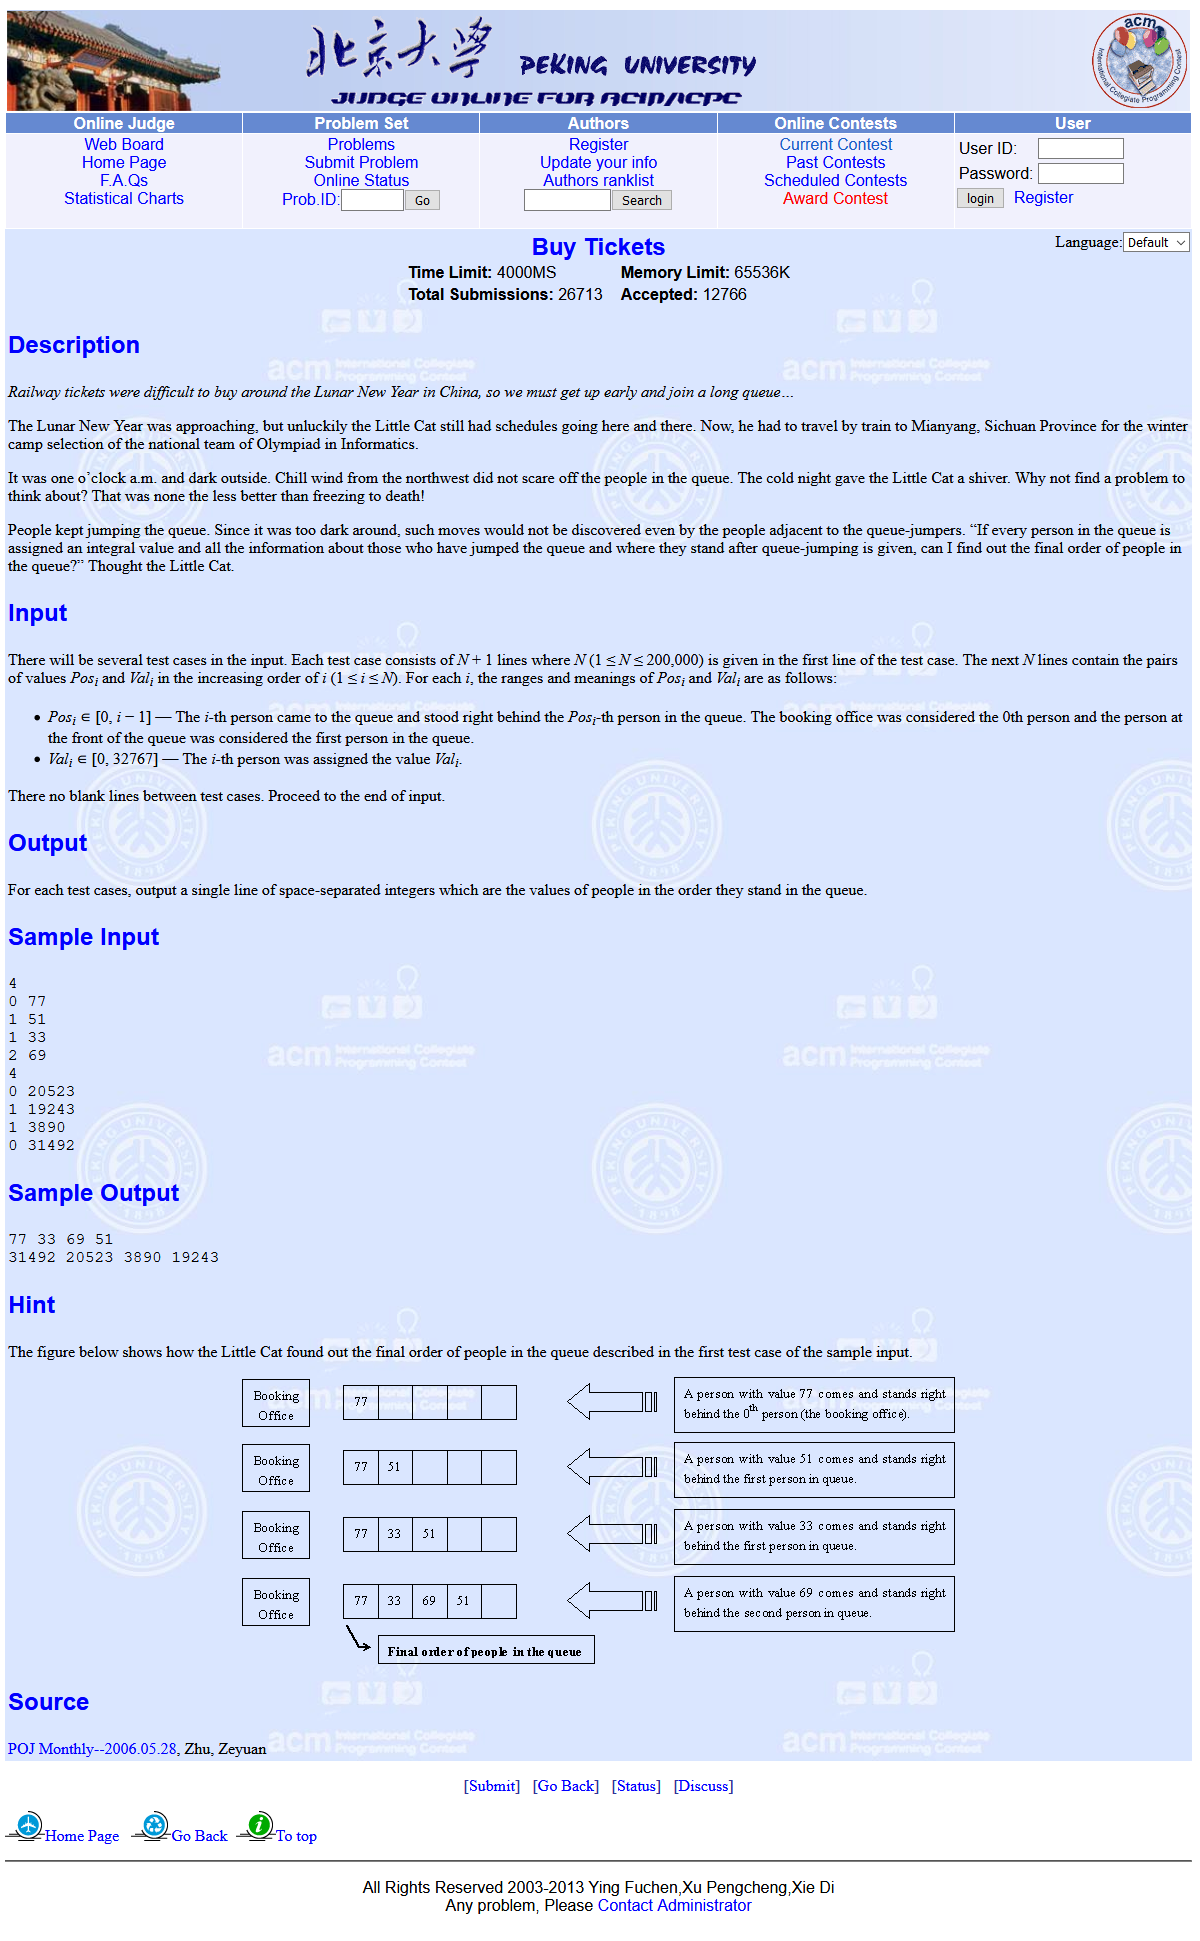 北京大学 PEKING UNIVERSITY
JUDGE ONLINE FOR ACM/ACPC
acm
International Collegiate Programming Contest
Online Judge Problem Set Authors Online Contests User
Web Board
Home Page
F.A.Qs
Statistical Charts
Problems
Submit Problem
Online Status
Prob.ID: Go
Register
Update your info
Authors ranklist
Search
Current Contest
Past Contests
Scheduled Contests
Award Contest
User ID:
Password:
login Register
Language: Default
Buy Tickets
Time Limit: 4000MS Memory Limit: 65536K
Total Submissions: 26713 Accepted: 12766
Description
Railway tickets were difficult to buy around the Lunar New Year in China, so we must get up early and join a long queue…
The Lunar New Year was approaching, but unluckily the Little Cat still had schedules going here and there. Now, he had to travel by train to Mianyang, Sichuan Province for the winter
camp selection of the national team of Olympiad in Informatics.
It was one o’clock a.m. and dark outside. Chill wind from the northwest did not scare off the people in the queue. The cold night gave the Little Cat a shiver. Why not find a problem to
think about? That was none the less better than freezing to death!
People kept jumping the queue. Since it was too dark around, such moves would not be discovered even by the people adjacent to the queue-jumpers. “If every person in the queue is
assigned an integral value and all the information about those who have jumped the queue and where they stand after queue-jumping is given, can I find out the final order of people in
the queue?” Thought the Little Cat.
Input
There will be several test cases in the input. Each test case consists of N + 1 lines where N (1 ≤ N ≤ 200,000) is given in the first line of the test case. The next N lines contain the pairs
of values Posi and Vali in the increasing order of i (1 ≤ i ≤ N). For each i, the ranges and meanings of Posi and Vali are as follows:
• Posi ∈ [0, i − 1] — The i-th person came to the queue and stood right behind the Posi-th person in the queue. The booking office was considered the 0th person and the person at
the front of the queue was considered the first person in the queue.
• Vali ∈ [0, 32767] — The i-th person was assigned the value Vali.
There no blank lines between test cases. Proceed to the end of input.
Output
For each test cases, output a single line of space-separated integers which are the values of people in the order they stand in the queue.
Sample Input
4
0 77
1 51
1 33
2 69
4
0 20523
1 19243
1 3890
0 31492
Sample Output
77 33 69 51
31492 20523 3890 19243
Hint
The figure below shows how the Little Cat found out the final order of people in the queue described in the first test case of the sample input.
Booking
Office
77
A person with value 77 comes and stands right
behind the 0th person (the booking office).
Booking
Office
77 51
A person with value 51 comes and stands right
behind the first person in queue.
Booking
Office
77 33 51
A person with value 33 comes and stands right
behind the first person in queue.
Booking
Office
77 33 69 51
A person with value 69 comes and stands right
behind the second person in queue.
Final order of people in the queue
Source
POJ Monthly--2006.05.28, Zhu, Zeyuan
[Submit] [Go Back] [Status] [Discuss]
Home Page Go Back To top
All Rights Reserved 2003-2013 Ying Fuchen,Xu Pengcheng,Xie Di
Any problem, Please Contact Administrator